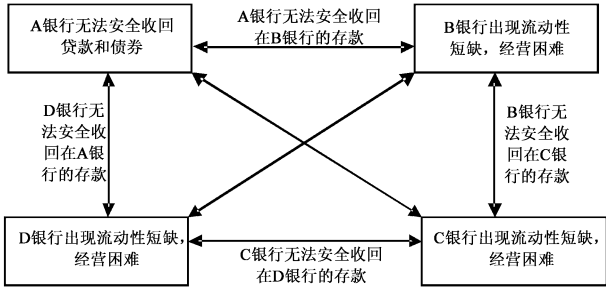 A银行无法安全收回
贷款和债券
A银行无法安全收回
在B银行的存款
B银行出现流动性
短缺，经营困难
D银行无
法安全收
回在A银
行的存款
B银行无
法安全收
回在C银
行的存款
D银行出现流动性短缺，
经营困难
C银行无法安全收回
在D银行的存款
C银行出现流动性短缺，
经营困难